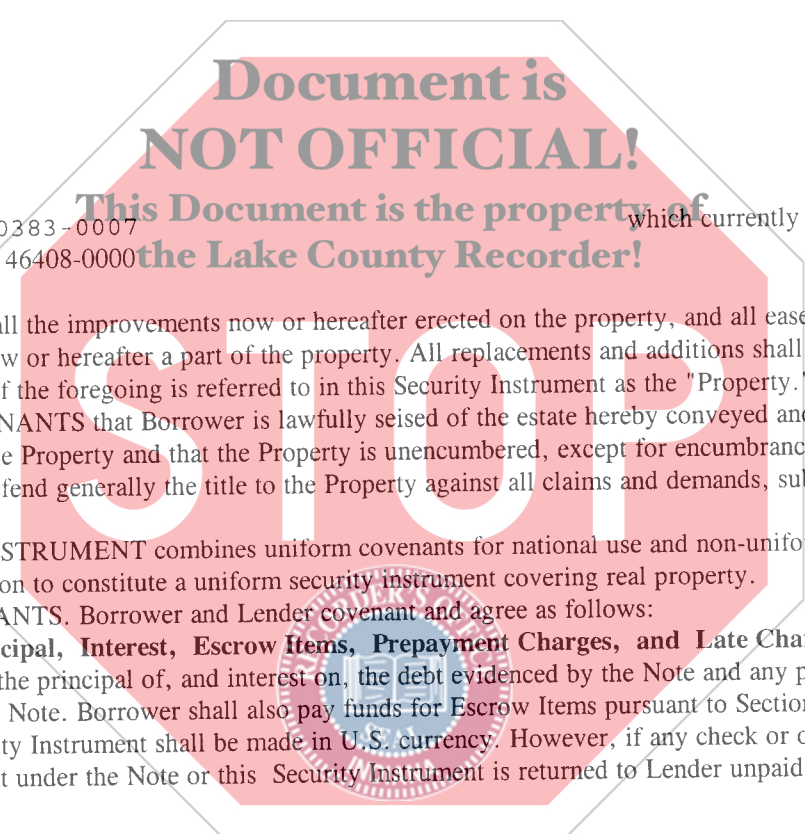 Document is
NOT OFFICIAL!
This Document is the property of
0383-0007 which currently
46408-0000 the Lake County Recorder!
all the improvements now or hereafter erected on the property, and all ease
w or hereafter a part of the property. All replacements and additions shall
f the foregoing is referred to in this Security Instrument as the "Property."
NANTS that Borrower is lawfully seised of the estate hereby conveyed and
e Property and that the Property is unencumbered, except for encumbranc
fend generally the title to the Property against all claims and demands, su
STOP
STRUMENT combines uniform covenants for national use and non-unifo
on to constitute a uniform security instrument covering real property.
ANTS. Borrower and Lender covenant and agree as follows:
cipal, Interest, Escrow Items, Prepayment Charges, and Late Char
the principal of, and interest on, the debt evidenced by the Note and any p
Note. Borrower shall also pay funds for Escrow Items pursuant to Section
ty Instrument shall be made in U.S. currency. However, if any check or o
t under the Note or this Security Instrument is returned to Lender unpaid
SEAL
INDIANA